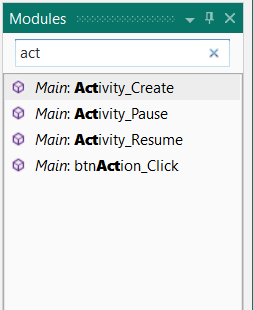 Modules
act
Main: Activity_Create
Main: Activity_Pause
Main: Activity_Resume
Main: btnAction_Click